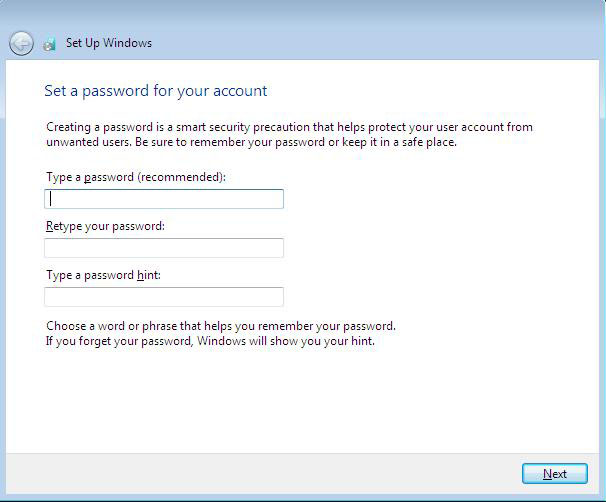 Set Up Windows
Set a password for your account
Creating a password is a smart security precaution that helps protect your user account from
unwanted users. Be sure to remember your password or keep it in a safe place.
Type a password (recommended):
Retype your password:
Type a password hint:
Choose a word or phrase that helps you remember your password.
If you forget your password, Windows will show you your hint.
Next